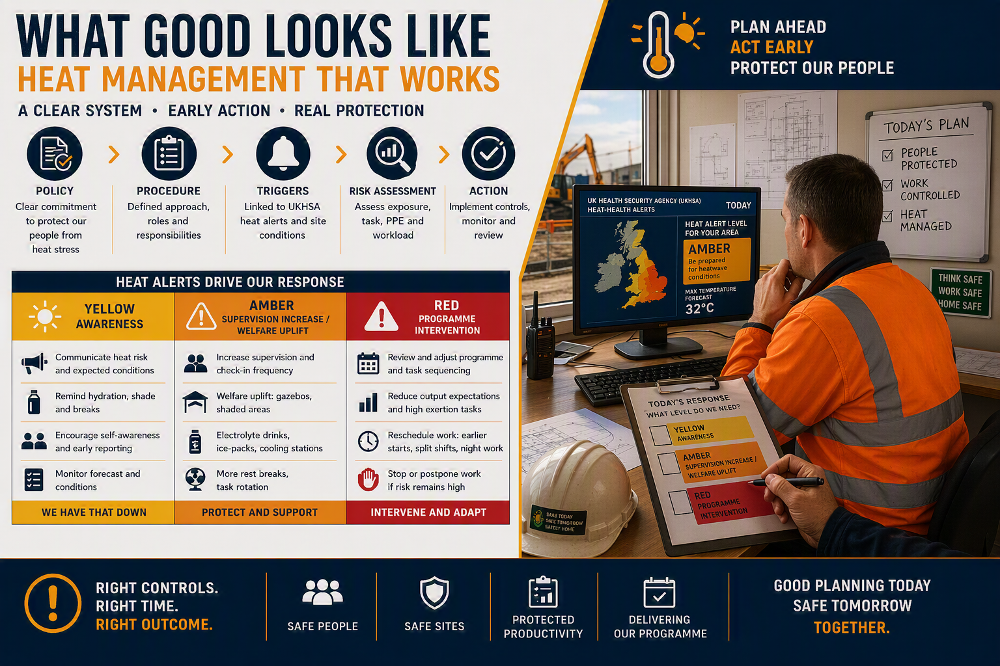 WHAT GOOD LOOKS LIKE
HEAT MANAGEMENT THAT WORKS
A CLEAR SYSTEM • EARLY ACTION • REAL PROTECTION
POLICY
Clear commitment
to protect our
people from
heat stress
PROCEDURE
Defined approach,
roles and
responsibilities
TRIGGERS
Linked to UKHSA
heat alerts and site
conditions
RISK ASSESSMENT
Assess exposure,
task, PPE and
workload
ACTION
Implement controls,
monitor and
review
HEAT ALERTS DRIVE OUR RESPONSE
YELLOW
AWARENESS
Communicate heat risk
and expected conditions
Remind hydration, shade
and breaks
Encourage self-awareness
and early reporting
Monitor forecast and
conditions
WE HAVE THAT DOWN
AMBER
SUPERVISION INCREASE /
WELFARE UPLIFT
Increase supervision and
check-in frequency
Welfare uplift: gazebos,
shaded areas
Electrolyte drinks,
ice-packs, cooling stations
More rest breaks,
task rotation
PROTECT AND SUPPORT
RED
PROGRAMME
INTERVENTION
Review and adjust programme
and task sequencing
Reduce output expectations
and high exertion tasks
Reschedule work: earlier
starts, split shifts, night work
Stop or postpone work
if risk remains high
INTERVENE AND ADAPT
PLAN AHEAD
ACT EARLY
PROTECT OUR PEOPLE
TODAY'S PLAN
PEOPLE
PROTECTED
WORK
CONTROLLED
HEAT
MANAGED
UK HEALTH SECURITY AGENCY (UKHSA)
HEAT-HEALTH ALERTS
TODAY
HEAT ALERT LEVEL
FOR YOUR AREA
AMBER
Be prepared
for heatwave
conditions
MAX TEMPERATURE
FORECAST
32°C
THINK SAFE
WORK SAFE
HOME SAFE
TODAY'S RESPONSE
WHAT LEVEL DO WE NEED?
YELLOW
AWARENESS
AMBER
SUPERVISION INCREASE /
WELFARE UPLIFT
RED
PROGRAMME
INTERVENTION
TODAY
SAFE TOMORROW
SAFELY HOME
RIGHT CONTROLS.
RIGHT TIME.
RIGHT OUTCOME.
SAFE PEOPLE
SAFE SITES
PROTECTED
PRODUCTIVITY
DELIVERING
OUR PROGRAMME
GOOD PLANNING TODAY
SAFE TOMORROW
TOGETHER.